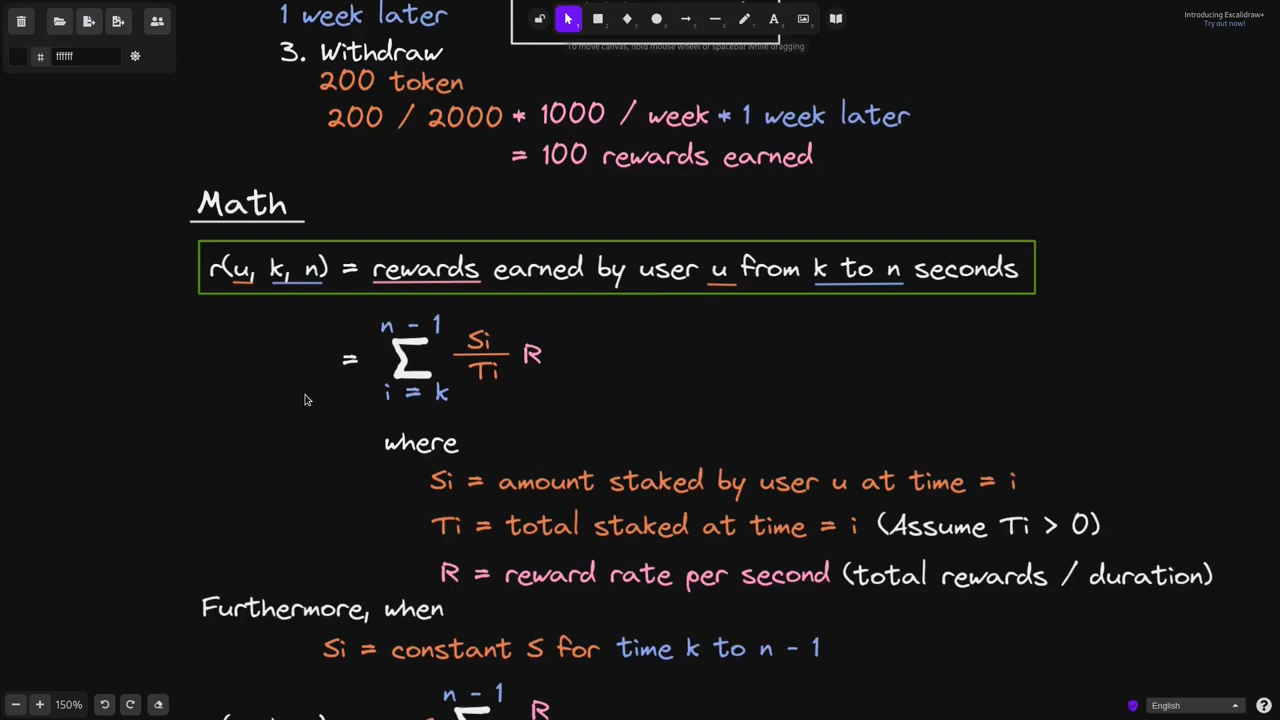 1 week later
Introducing Excalidraw+
Try out now!
To move canvas, hold mouse wheel or spacebar while dragging
# ffffff
3. Withdraw
200 token
200 / 2000 * 1000 / week * 1 week later
= 100 rewards earned
Math
r(u, k, n) = rewards earned by user u from k to n seconds
n - 1
= Σ Si / Ti R
i = k
where
Si = amount staked by user u at time = i
Ti = total staked at time = i (Assume Ti > 0)
R = reward rate per second (total rewards / duration)
Furthermore, when
Si = constant S for time k to n - 1
n - 1
R
150%
English